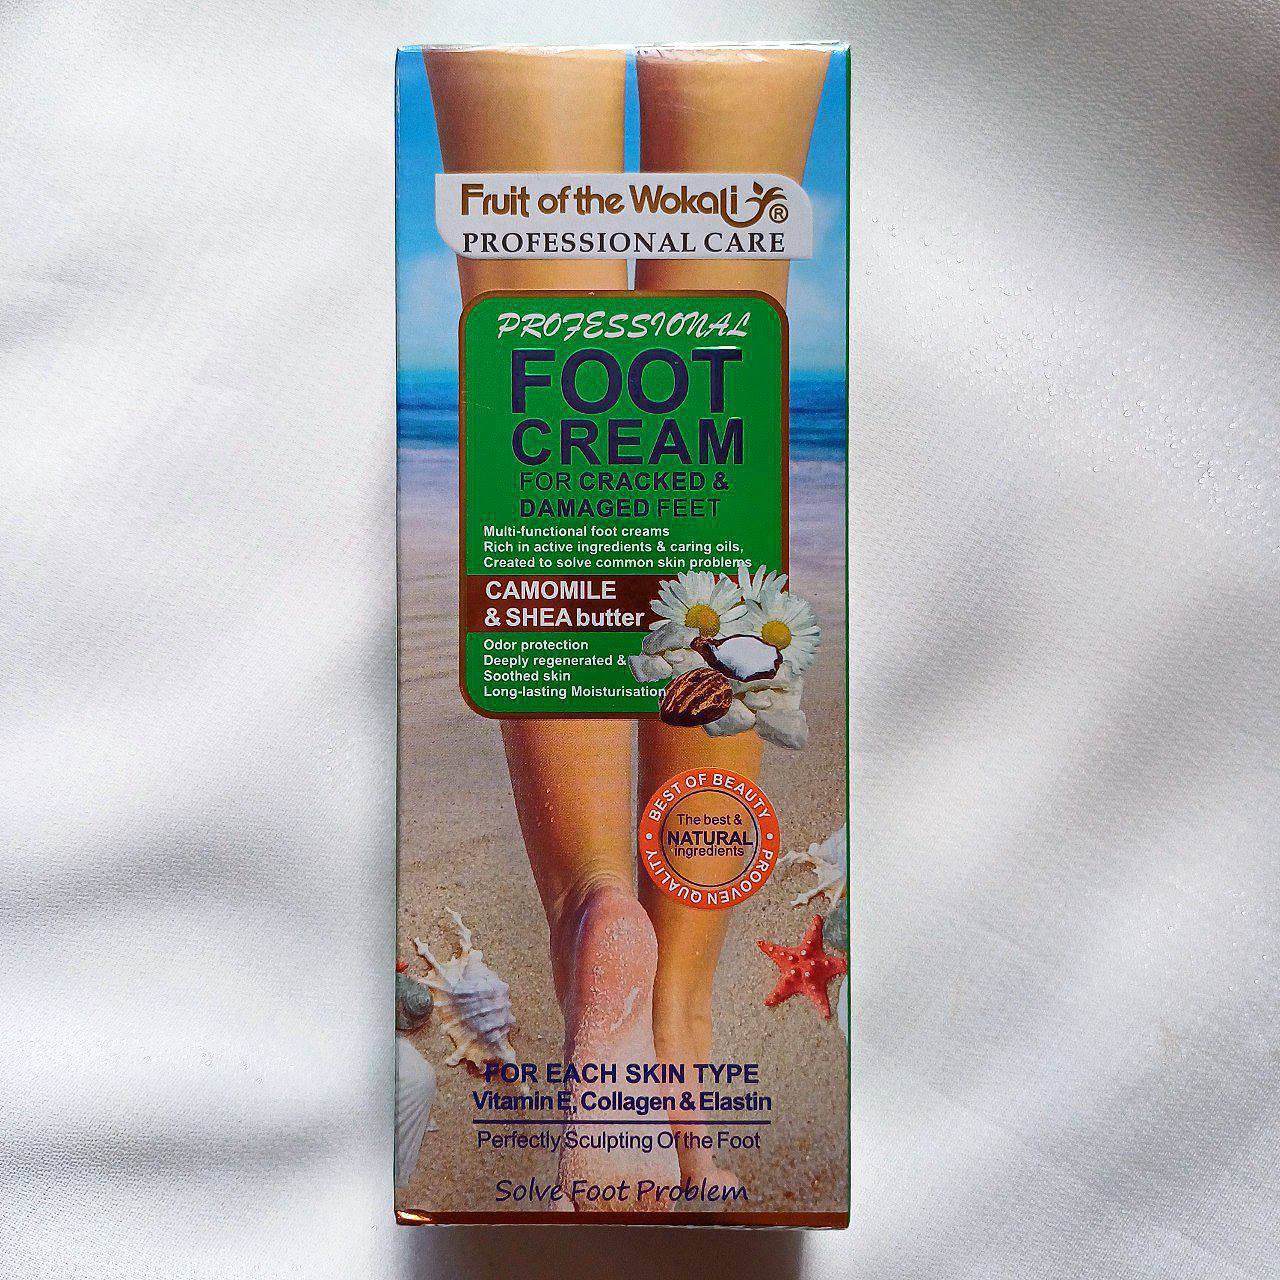 Fruit of the Wokali ®
PROFESSIONAL CARE
PROFESSIONAL
FOOT
CREAM
FOR CRACKED &
DAMAGED FEET
Multi-functional foot creams
Rich in active ingredients & caring oils,
Created to solve common skin problems
CAMOMILE
& SHEA butter
Odor protection
Deeply regenerated &
Soothed skin
Long-lasting Moisturisation
BEST OF BEAUTY
The best &
NATURAL
ingredients
PROOVEN QUALITY
FOR EACH SKIN TYPE
Vitamin E, Collagen & Elastin
Perfectly Sculpting Of the Foot
Solve Foot Problem